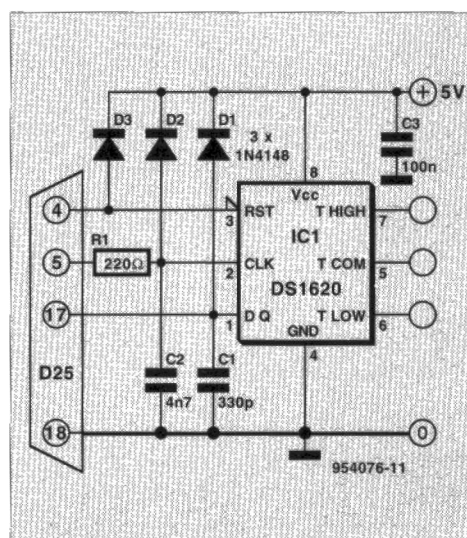 + 5V
D3 D2 D1
3 x
1N4148
C3
100n
8
Vcc
4
3 RST T HIGH 7
IC1
R1
5 220Ω
2 CLK T COM 5
DS1620
17
1 DQ T LOW 6
GND
4
D25
C2 C1
4n7 330p
18 0
954076-11